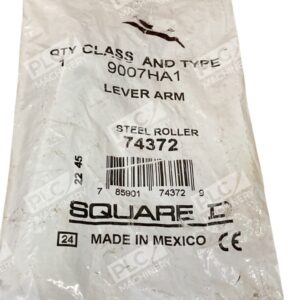 QTY CLASS AND TYPE
1 9007HA1
LEVER ARM
STEEL ROLLER
74372
22 45
7 85901 74372 9
SQUARE D
24 MADE IN MEXICO CE